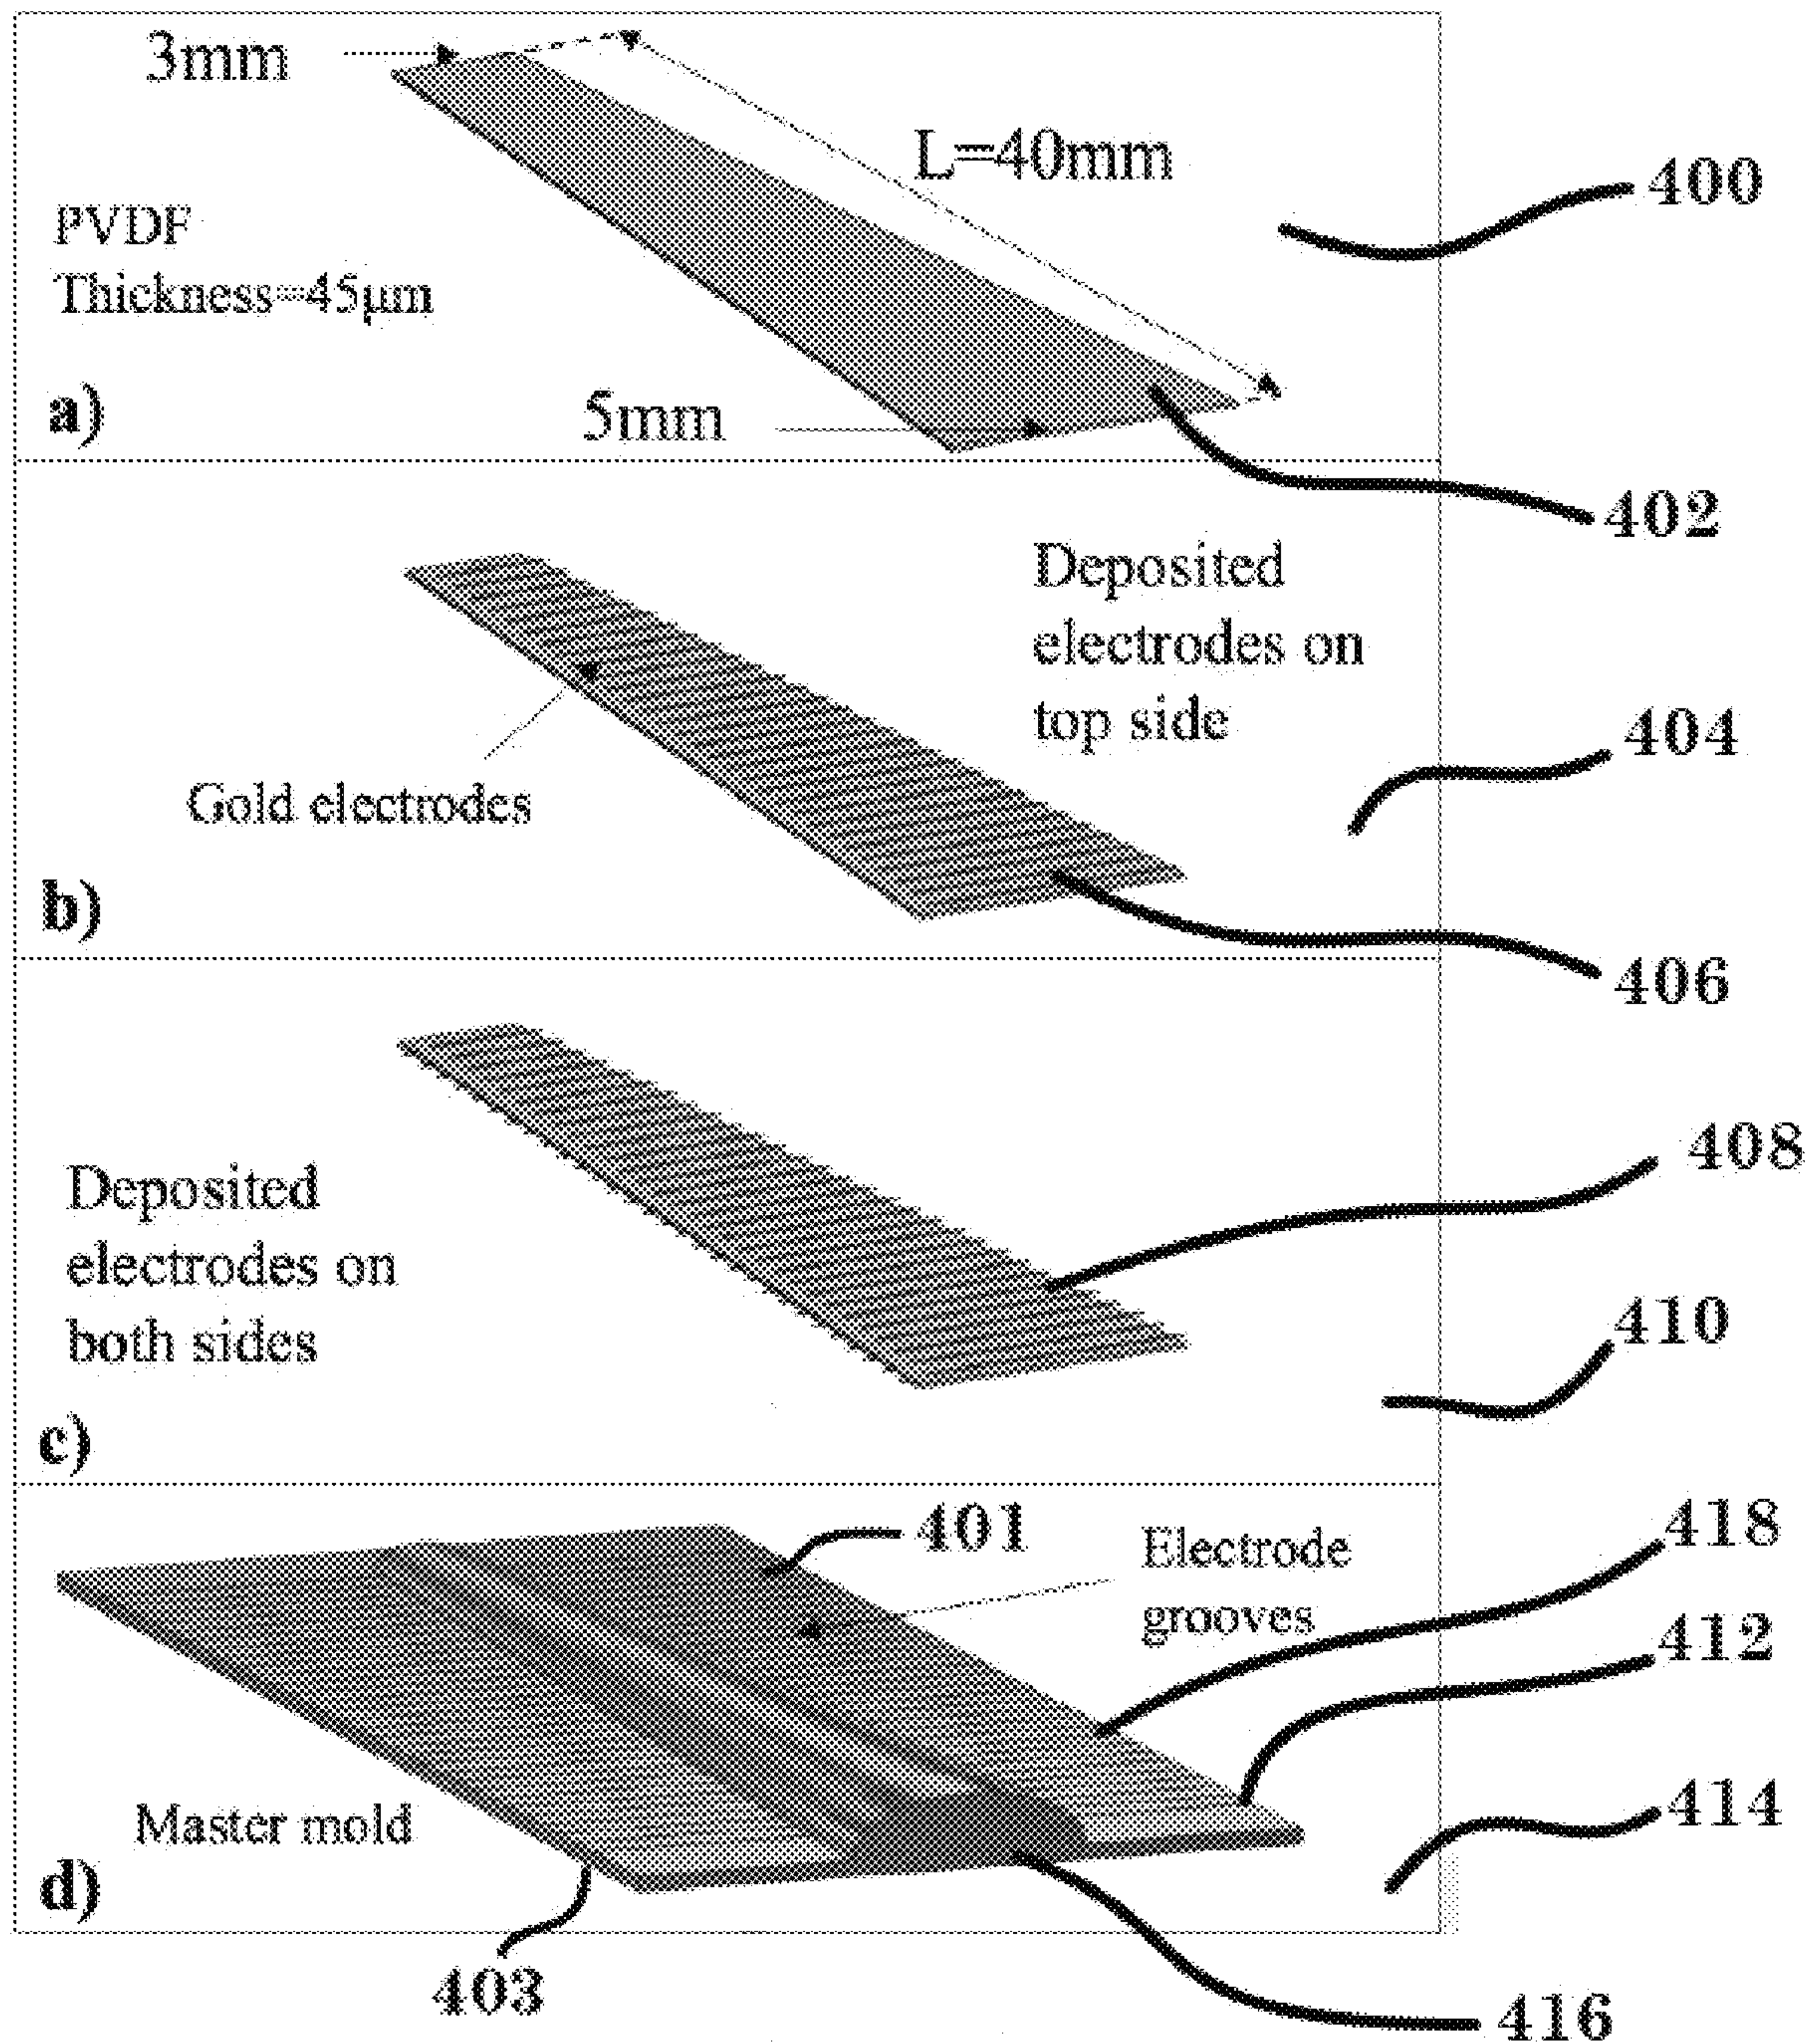 3mm
L=40mm
400
PVDF
Thickness=45μm
a)
5mm
402
Deposited
electrodes on
top side
404
Gold electrodes
b)
406
408
Deposited
electrodes on
both sides
410
c)
401
Electrode
grooves
418
412
Master mold
414
d)
403
416